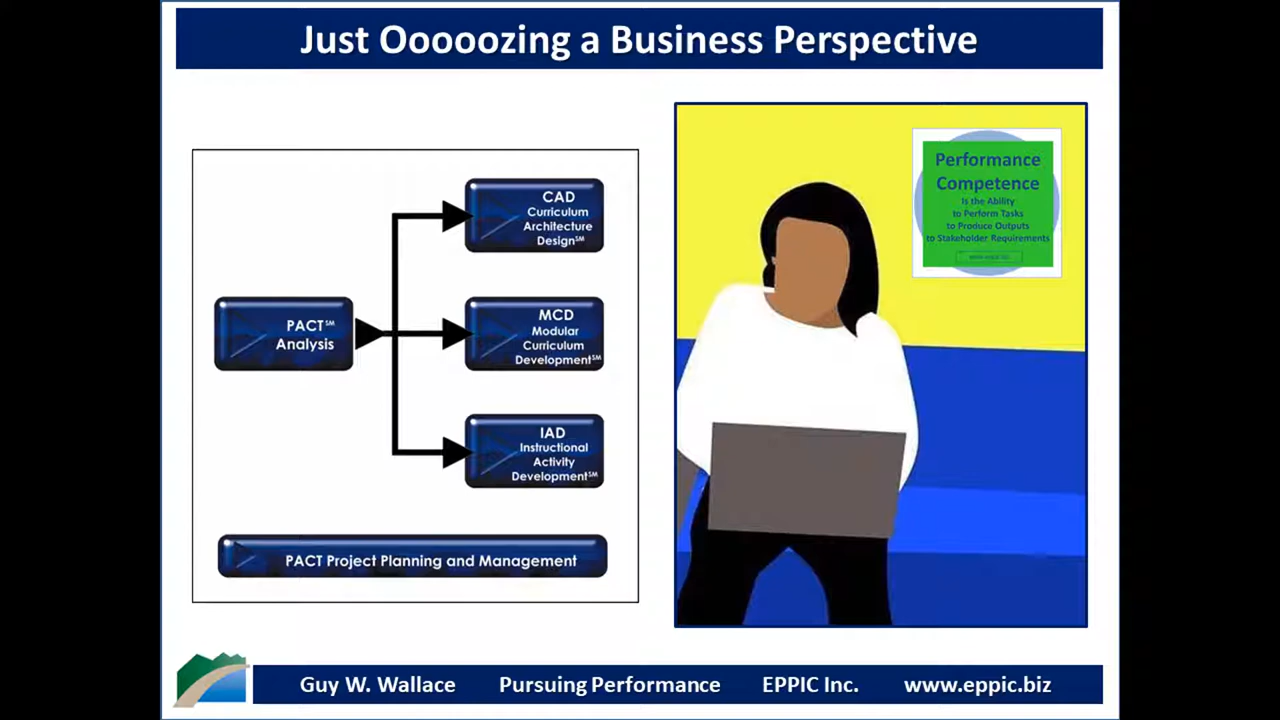 Just Ooooozing a Business Perspective
CAD
Curriculum
Architecture
Design℠
PACT℠
Analysis
MCD
Modular
Curriculum
Development℠
IAD
Instructional
Activity
Development℠
PACT Project Planning and Management
Performance
Competence
Is the Ability
to Perform Tasks
to Produce Outputs
to Stakeholder Requirements
Guy W. Wallace Pursuing Performance EPPIC Inc. www.eppic.biz